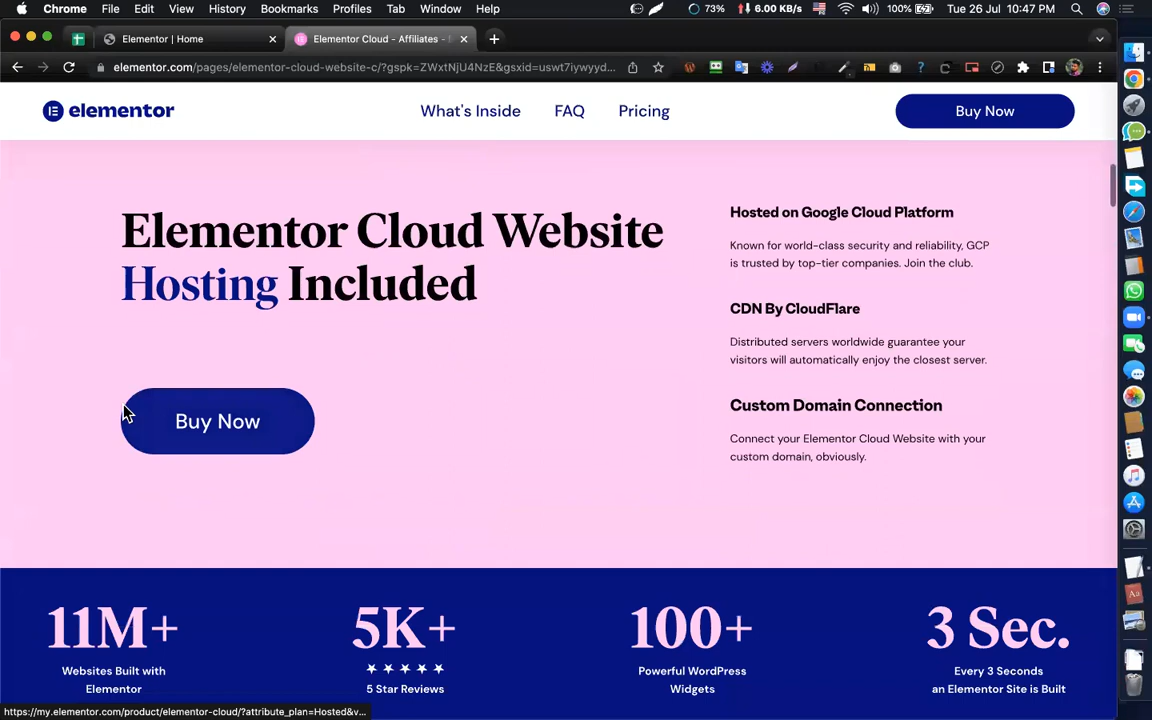 Chrome File Edit View History Bookmarks Profiles Tab Window Help 73% 6.00 KB/s 100% Tue 26 Jul 10:47 PM
Elementor | Home
Elementor Cloud - Affiliates -
elementor.com/pages/elementor-cloud-website-c/?gspk=ZWxtNjU4NzE&gsxid=uswt7iywyyd...
elementor
What's Inside FAQ Pricing
Buy Now
Elementor Cloud Website
Hosting Included
Buy Now
Hosted on Google Cloud Platform
Known for world-class security and reliability, GCP
is trusted by top-tier companies. Join the club.
CDN By CloudFlare
Distributed servers worldwide guarantee your
visitors will automatically enjoy the closest server.
Custom Domain Connection
Connect your Elementor Cloud Website with your
custom domain, obviously.
11M+
Websites Built with
Elementor
5K+
5 Star Reviews
100+
Powerful WordPress
Widgets
3 Sec.
Every 3 Seconds
an Elementor Site is Built
https://my.elementor.com/product/elementor-cloud/?attribute_plan=Hosted&v...